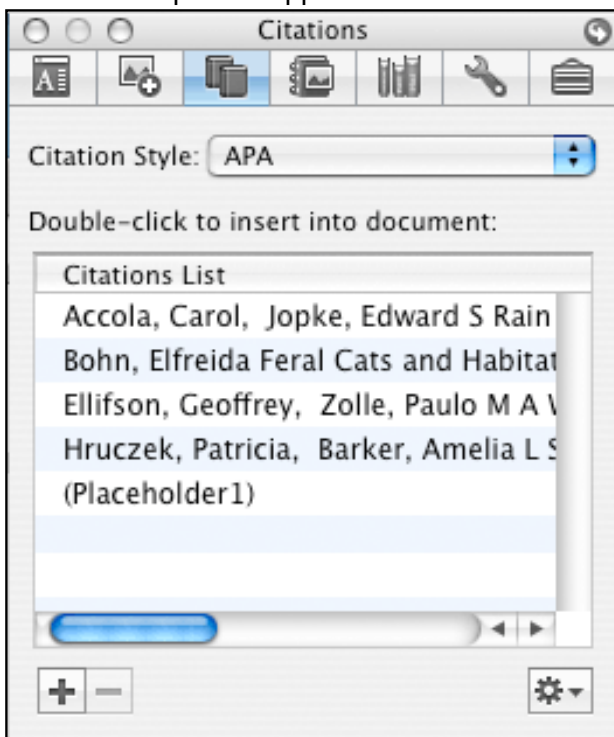 Citations
A
Citation Style: APA
Double-click to insert into document:
Citations List
Accola, Carol, Jopke, Edward S Rain
Bohn, Elfreida Feral Cats and Habitat
Ellifson, Geoffrey, Zolle, Paulo M A
Hruczek, Patricia, Barker, Amelia L
(Placeholder1)